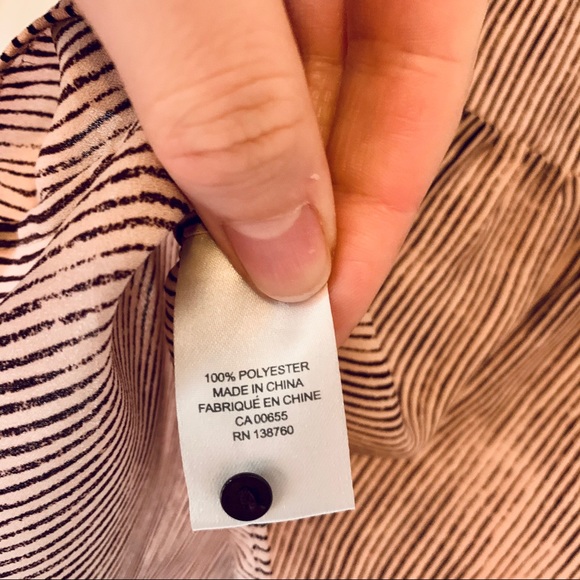 100% POLYESTER
MADE IN CHINA
FABRIQUÉ EN CHINE
CA 00655
RN 138760